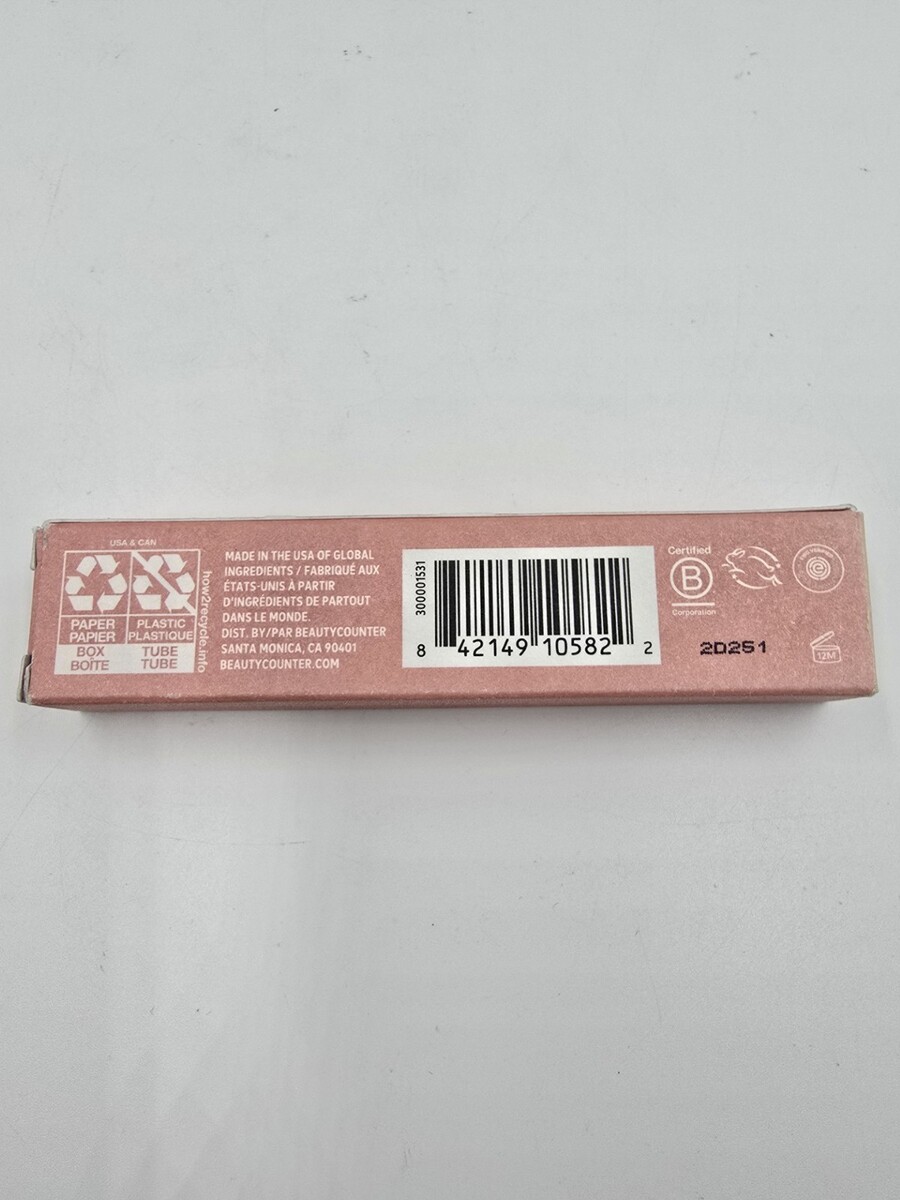 USA & CAN
PAPER
PAPIER
BOX
BOÎTE
PLASTIC
PLASTIQUE
TUBE
TUBE
how2recycle.info
MADE IN THE USA OF GLOBAL
INGREDIENTS / FABRIQUÉ AUX
ÉTATS-UNIS À PARTIR
D'INGRÉDIENTS DE PARTOUT
DANS LE MONDE.
DIST. BY/PAR BEAUTYCOUNTER
SANTA MONICA, CA 90401
BEAUTYCOUNTER.COM
300001531
8 42149 10582 2
Certified
B
Corporation
2D251
12M